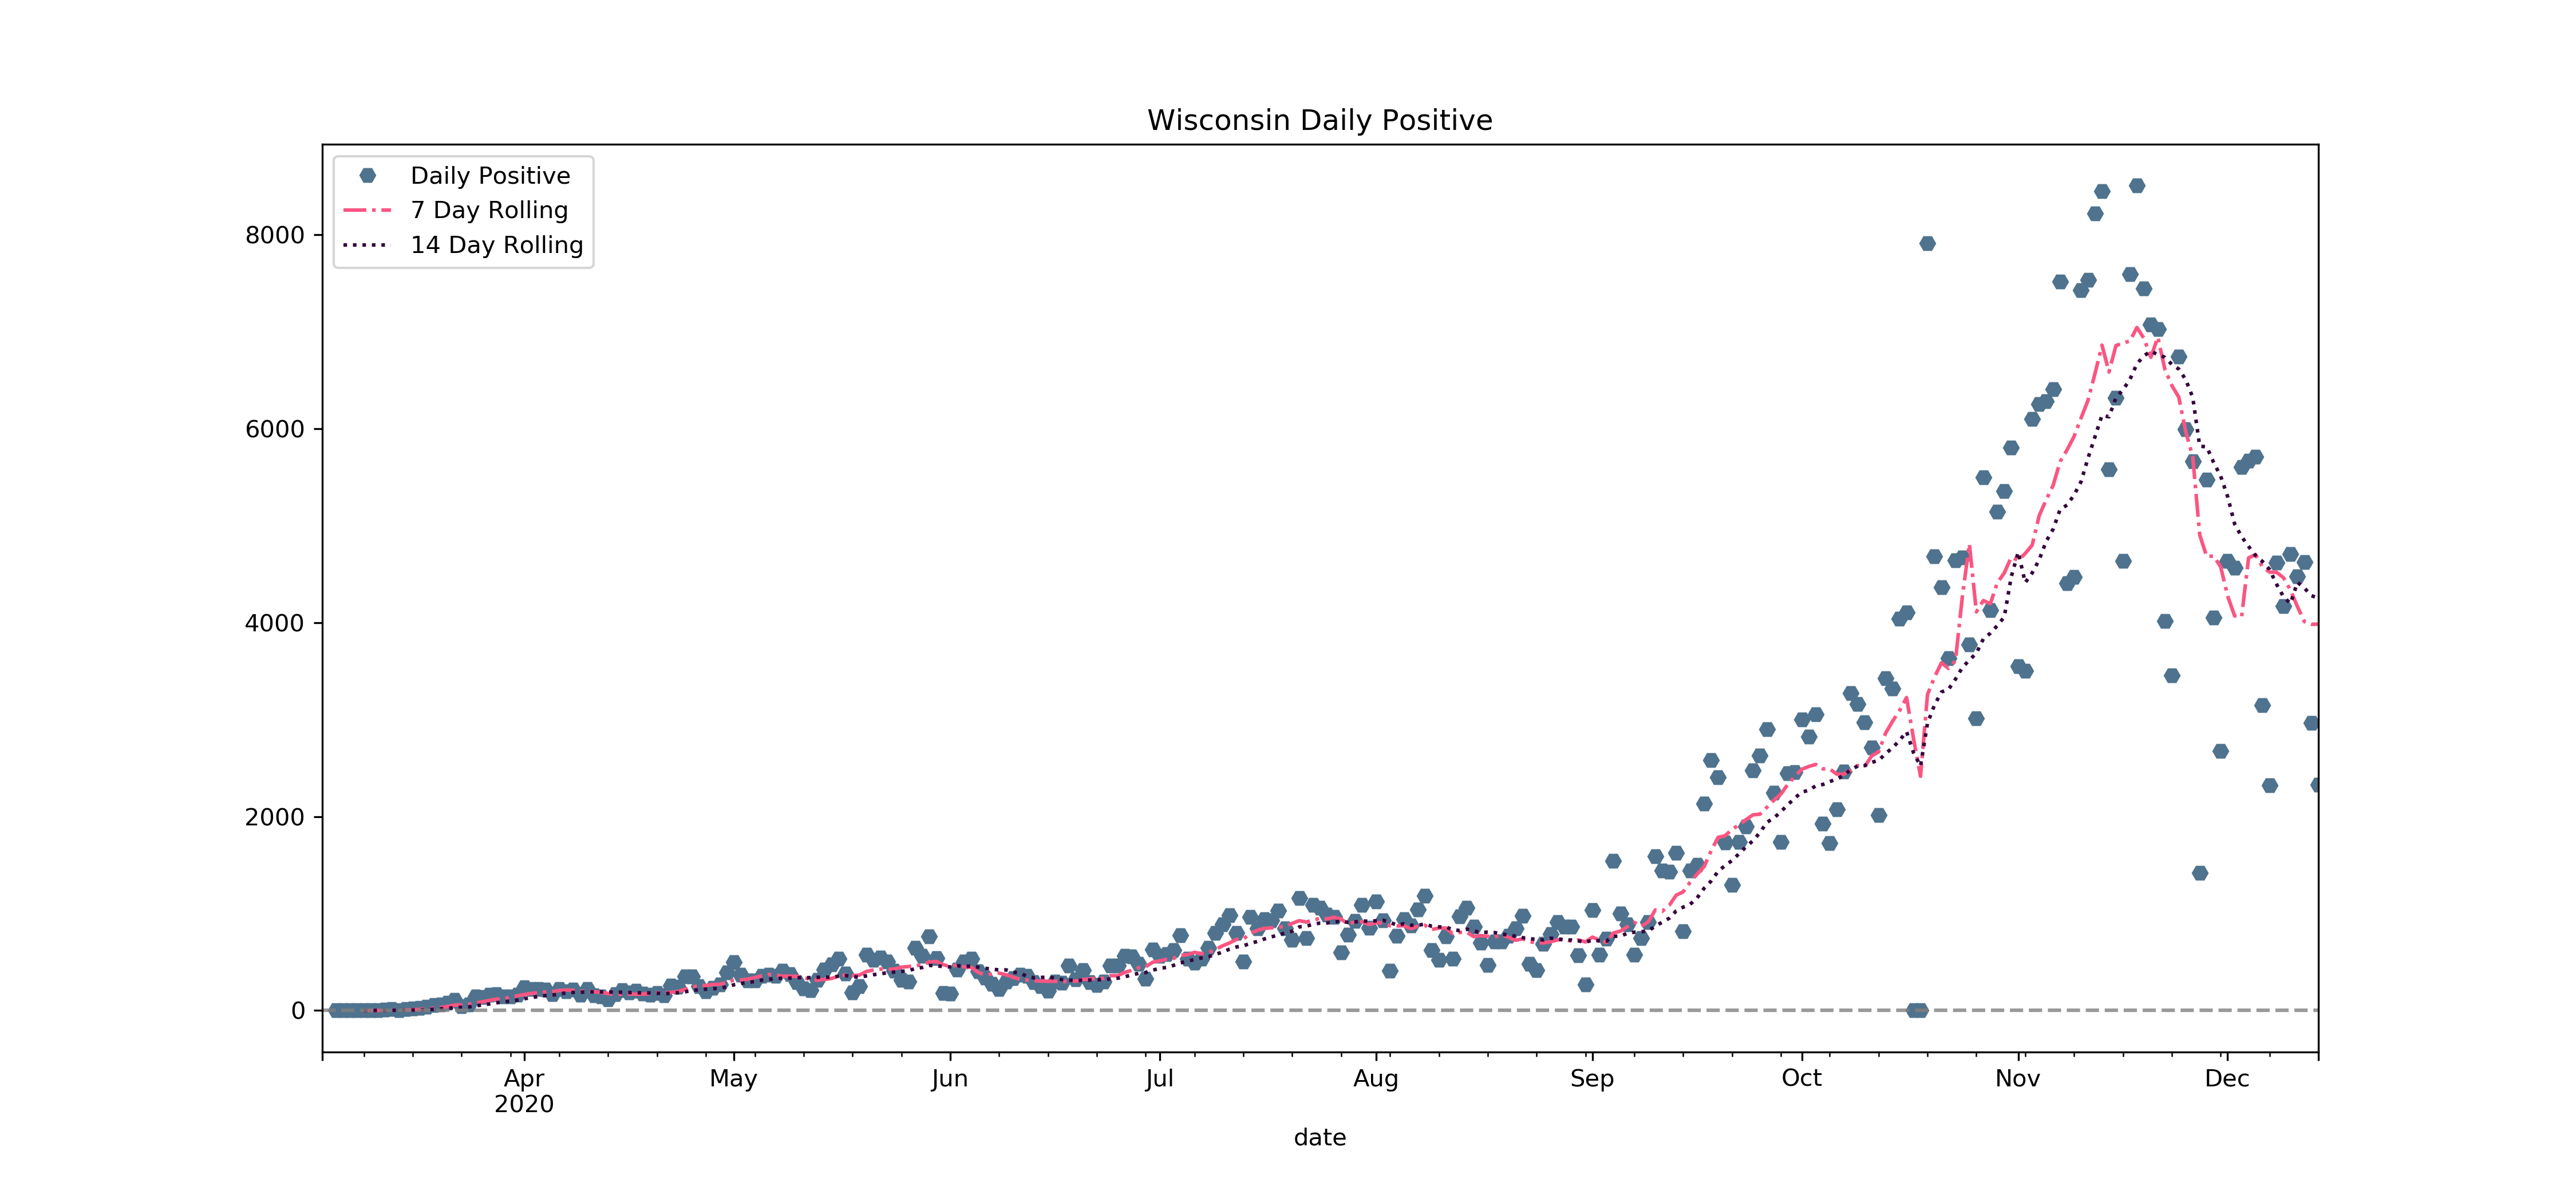 Wisconsin Daily Positive
Daily Positive
7 Day Rolling
14 Day Rolling
8000
6000
4000
2000
0
Apr May Jun Jul Aug Sep Oct Nov Dec
2020
date